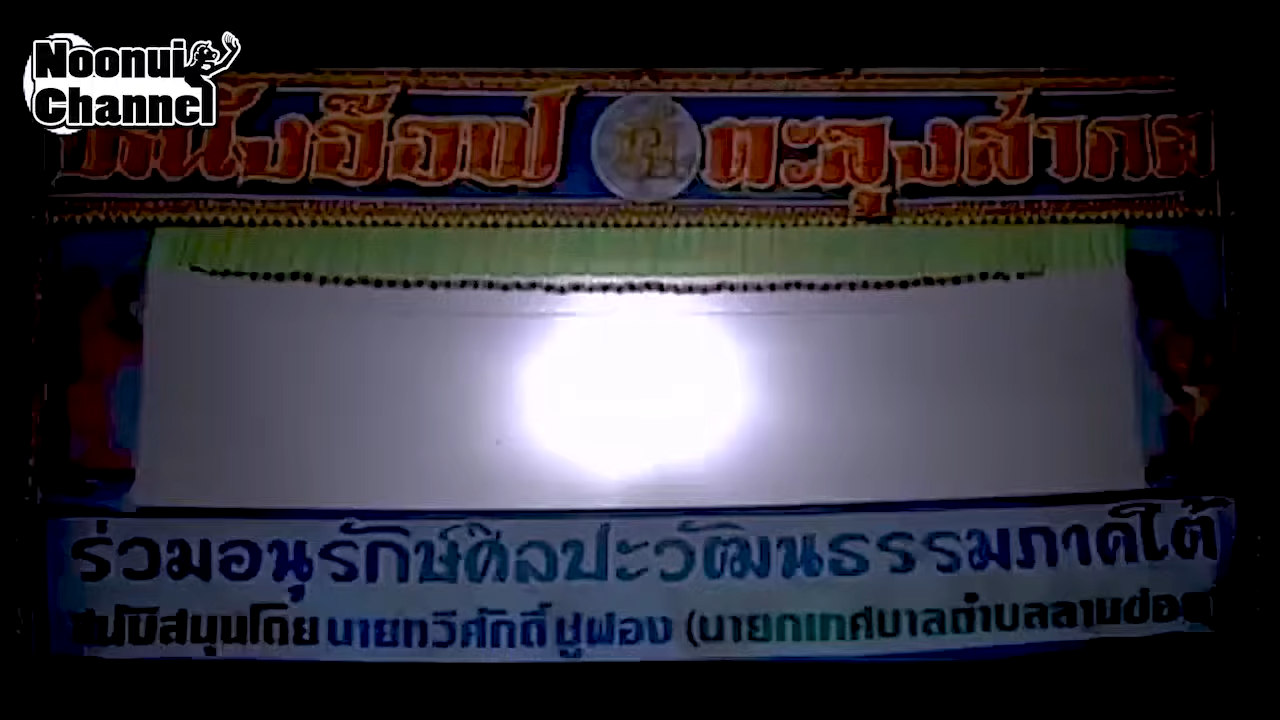 Noonui
Channel
หนังอ๊อฟ ตะลุงสากล
ร่วมอนุรักษ์ศิลปะวัฒนธรรมภาคใต้
สนับสนุนโดย นายทวีศักดิ์ ชูฟอง (นายกเทศบาลตำบลลานข่อย